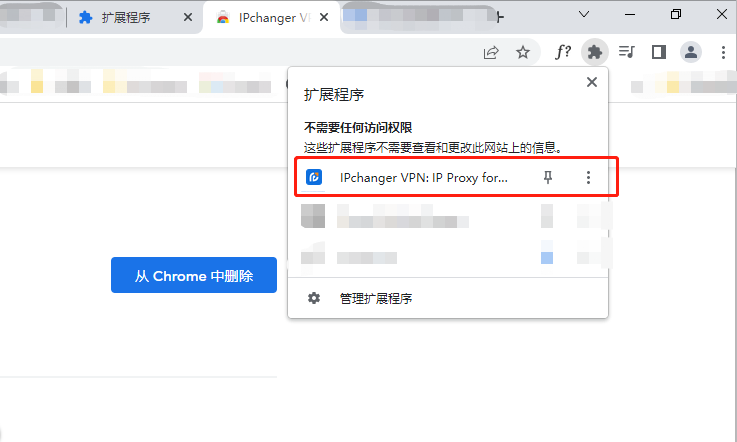 扩展程序
IPchanger VP
f?
扩展程序
不需要任何访问权限
这些扩展程序不需要查看和更改此网站上的信息。
IPchanger VPN: IP Proxy for...
从 Chrome 中删除
管理扩展程序